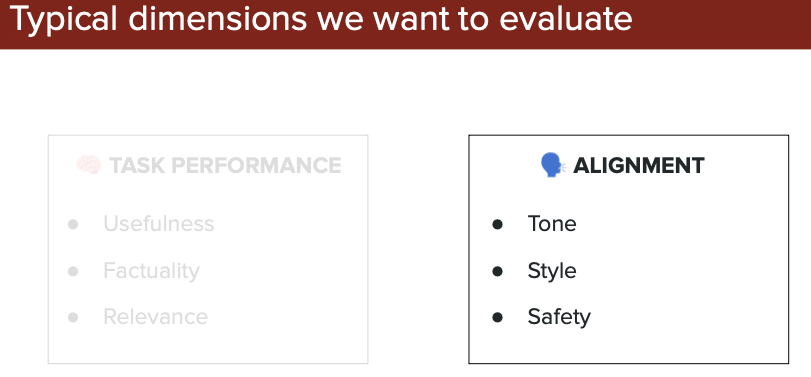 Typical dimensions we want to evaluate
🧠 TASK PERFORMANCE
● Usefulness
● Factuality
● Relevance
🗣️ ALIGNMENT
● Tone
● Style
● Safety